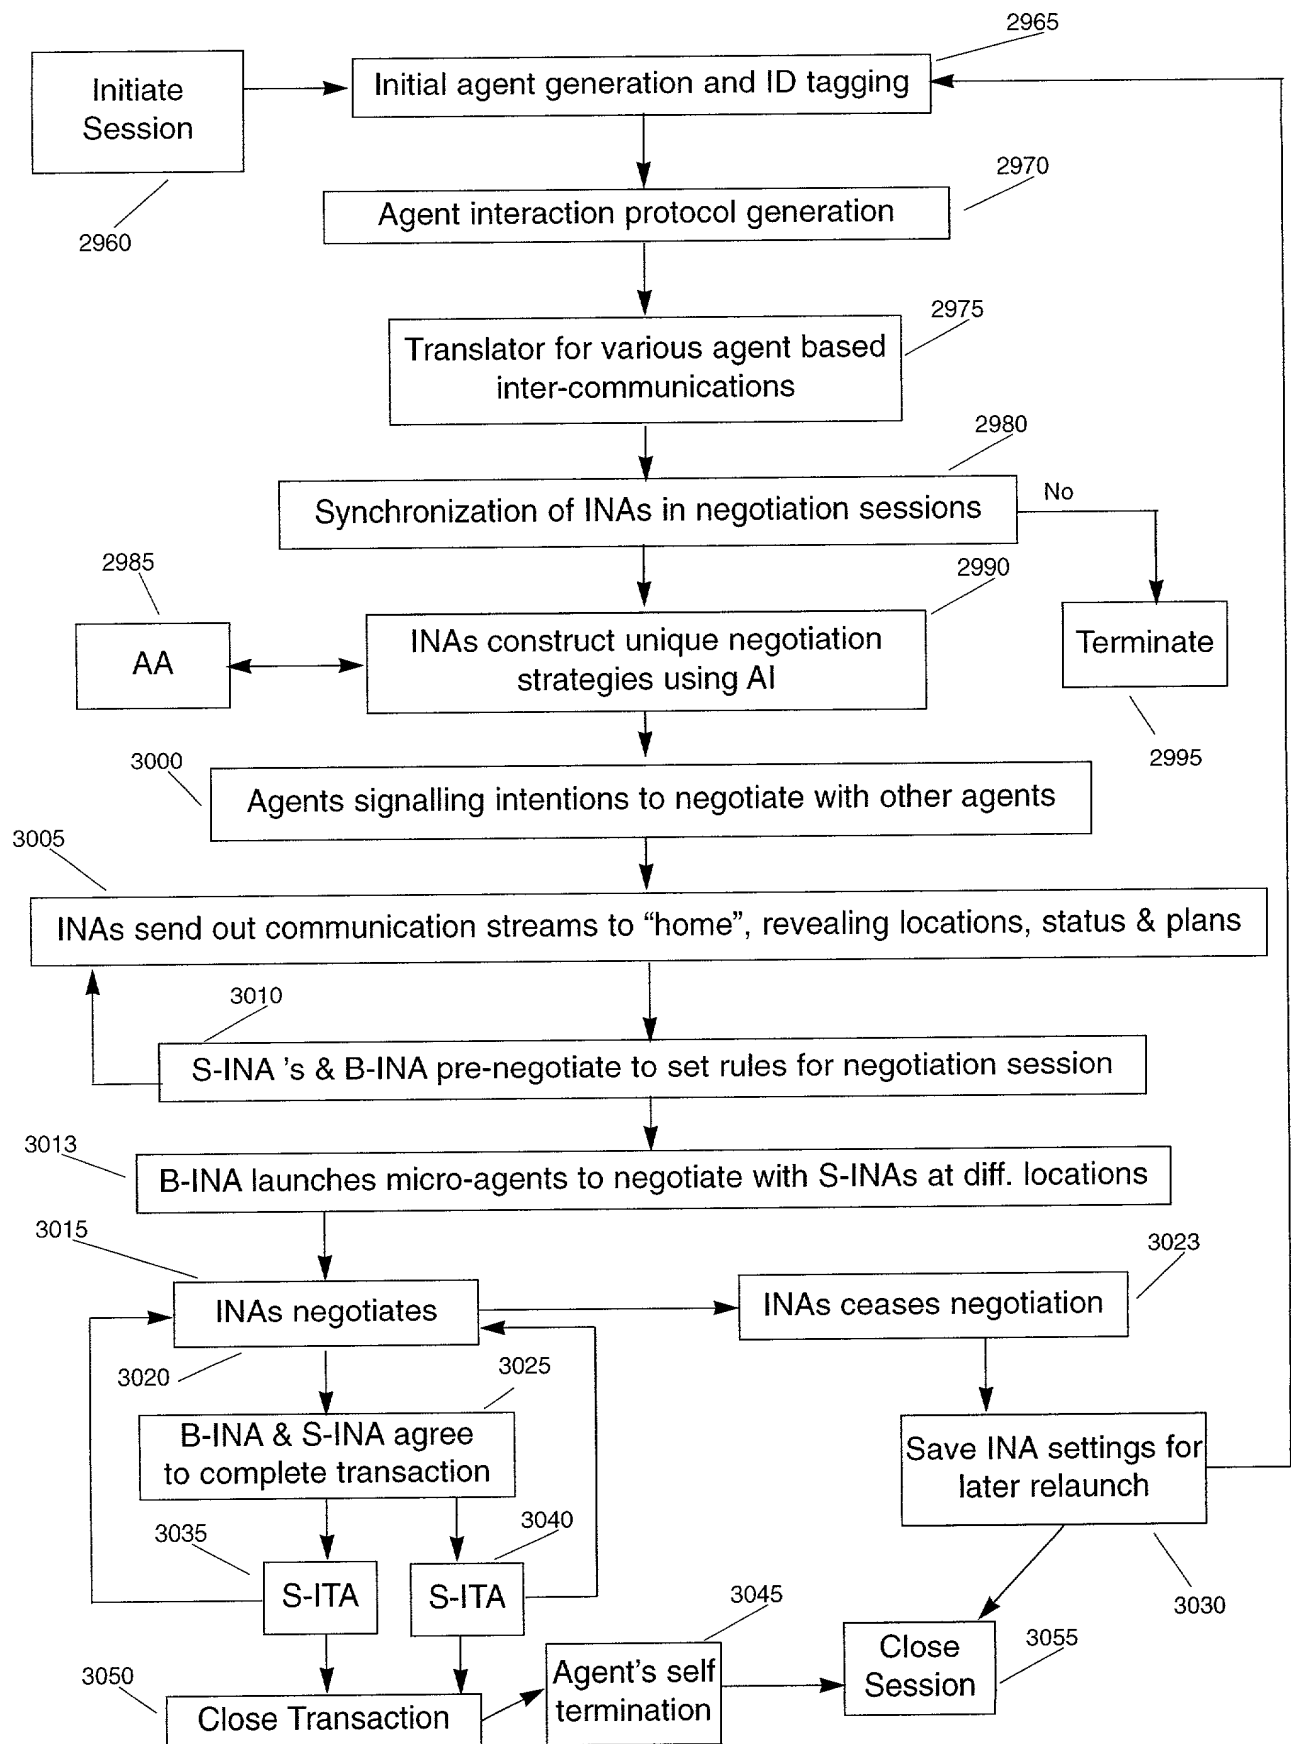 2965
Initiate
Session
Initial agent generation and ID tagging
2960
2970
Agent interaction protocol generation
2975
Translator for various agent based
inter-communications
2980
Synchronization of INAs in negotiation sessions
No
2985
2990
AA
INAs construct unique negotiation
strategies using AI
Terminate
2995
3000
Agents signalling intentions to negotiate with other agents
3005
INAs send out communication streams to “home”, revealing locations, status & plans
3010
S-INA 's & B-INA pre-negotiate to set rules for negotiation session
3013
B-INA launches micro-agents to negotiate with S-INAs at diff. locations
3015
3023
INAs negotiates
INAs ceases negotiation
3020
3025
B-INA & S-INA agree
to complete transaction
Save INA settings for
later relaunch
3035
3040
S-ITA
S-ITA
3030
3045
3050
Close Transaction
Agent's self
termination
Close
Session
3055